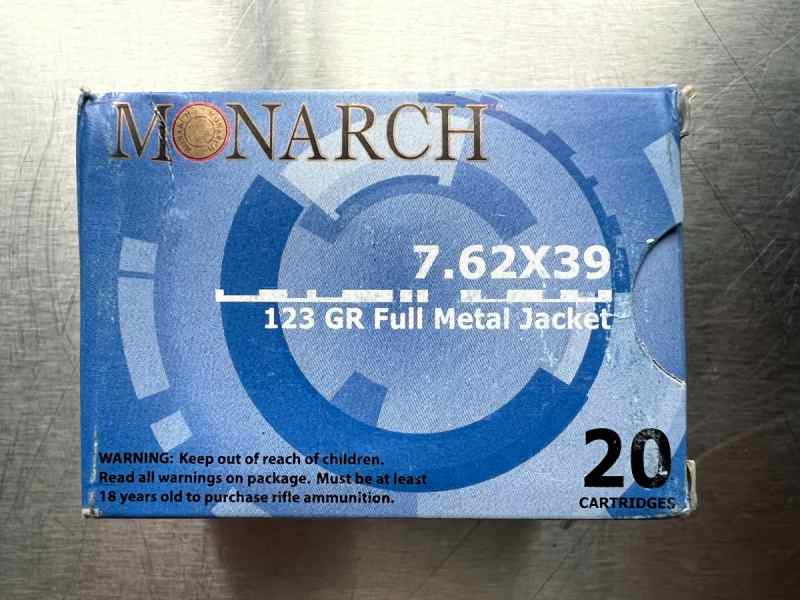 MONARCH
7.62X39
123 GR Full Metal Jacket
WARNING: Keep out of reach of children.
Read all warnings on package. Must be at least
18 years old to purchase rifle ammunition.
20
CARTRIDGES